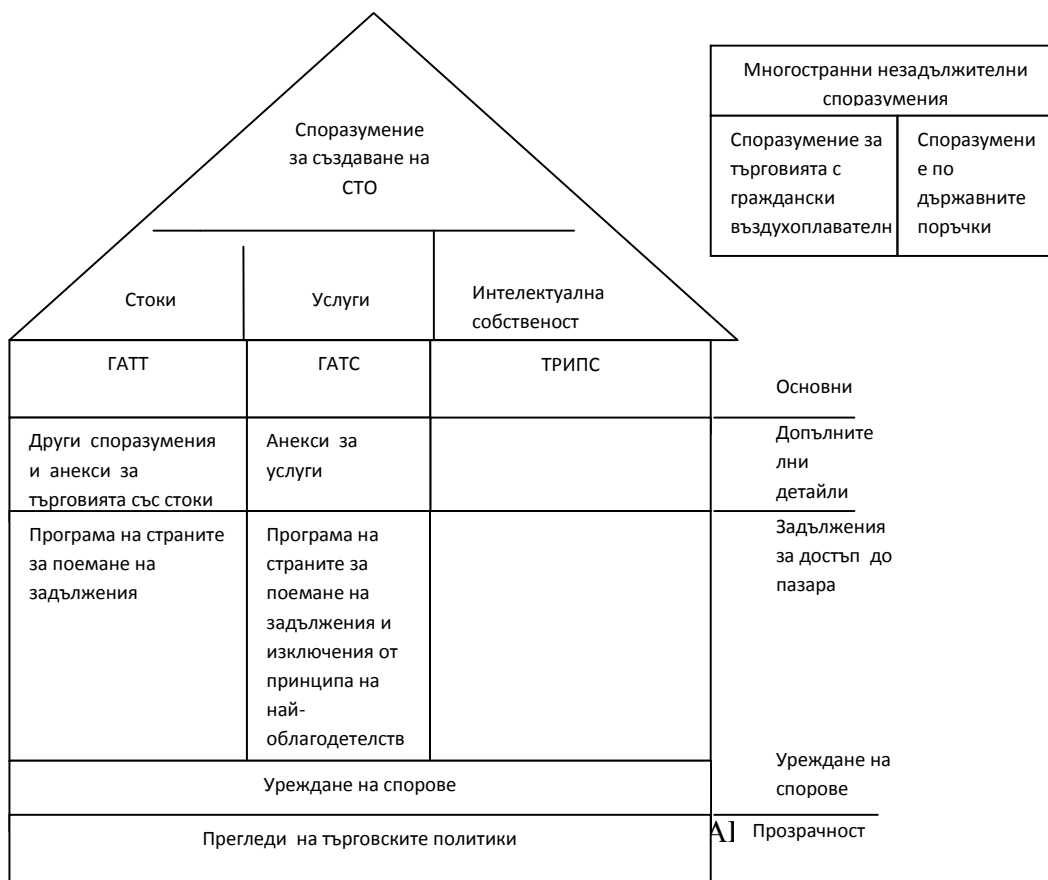 Споразумение
за създаване на
СТО
Многостранни незадължителни
споразумения
Споразумение за
търговията с
граждански
въздухоплавателн
Споразумени
е по
държавните
поръчки
Стоки
Услуги
Интелектуална
собственост
ГАТТ
ГАТС
ТРИПС
Основни
Други споразумения
и анекси за
търговията със стоки
Анекси за
услуги
Допълните
лни
детайли
Програма на страните
за поемане на
задължения
Програма на
страните за
поемане на
задължения и
изключения от
принципа на
най-
облагодетелств
Задължения
за достъп до
пазара
Уреждане на спорове
Уреждане на
спорове
Прегледи на търговските политики
Прозрачност